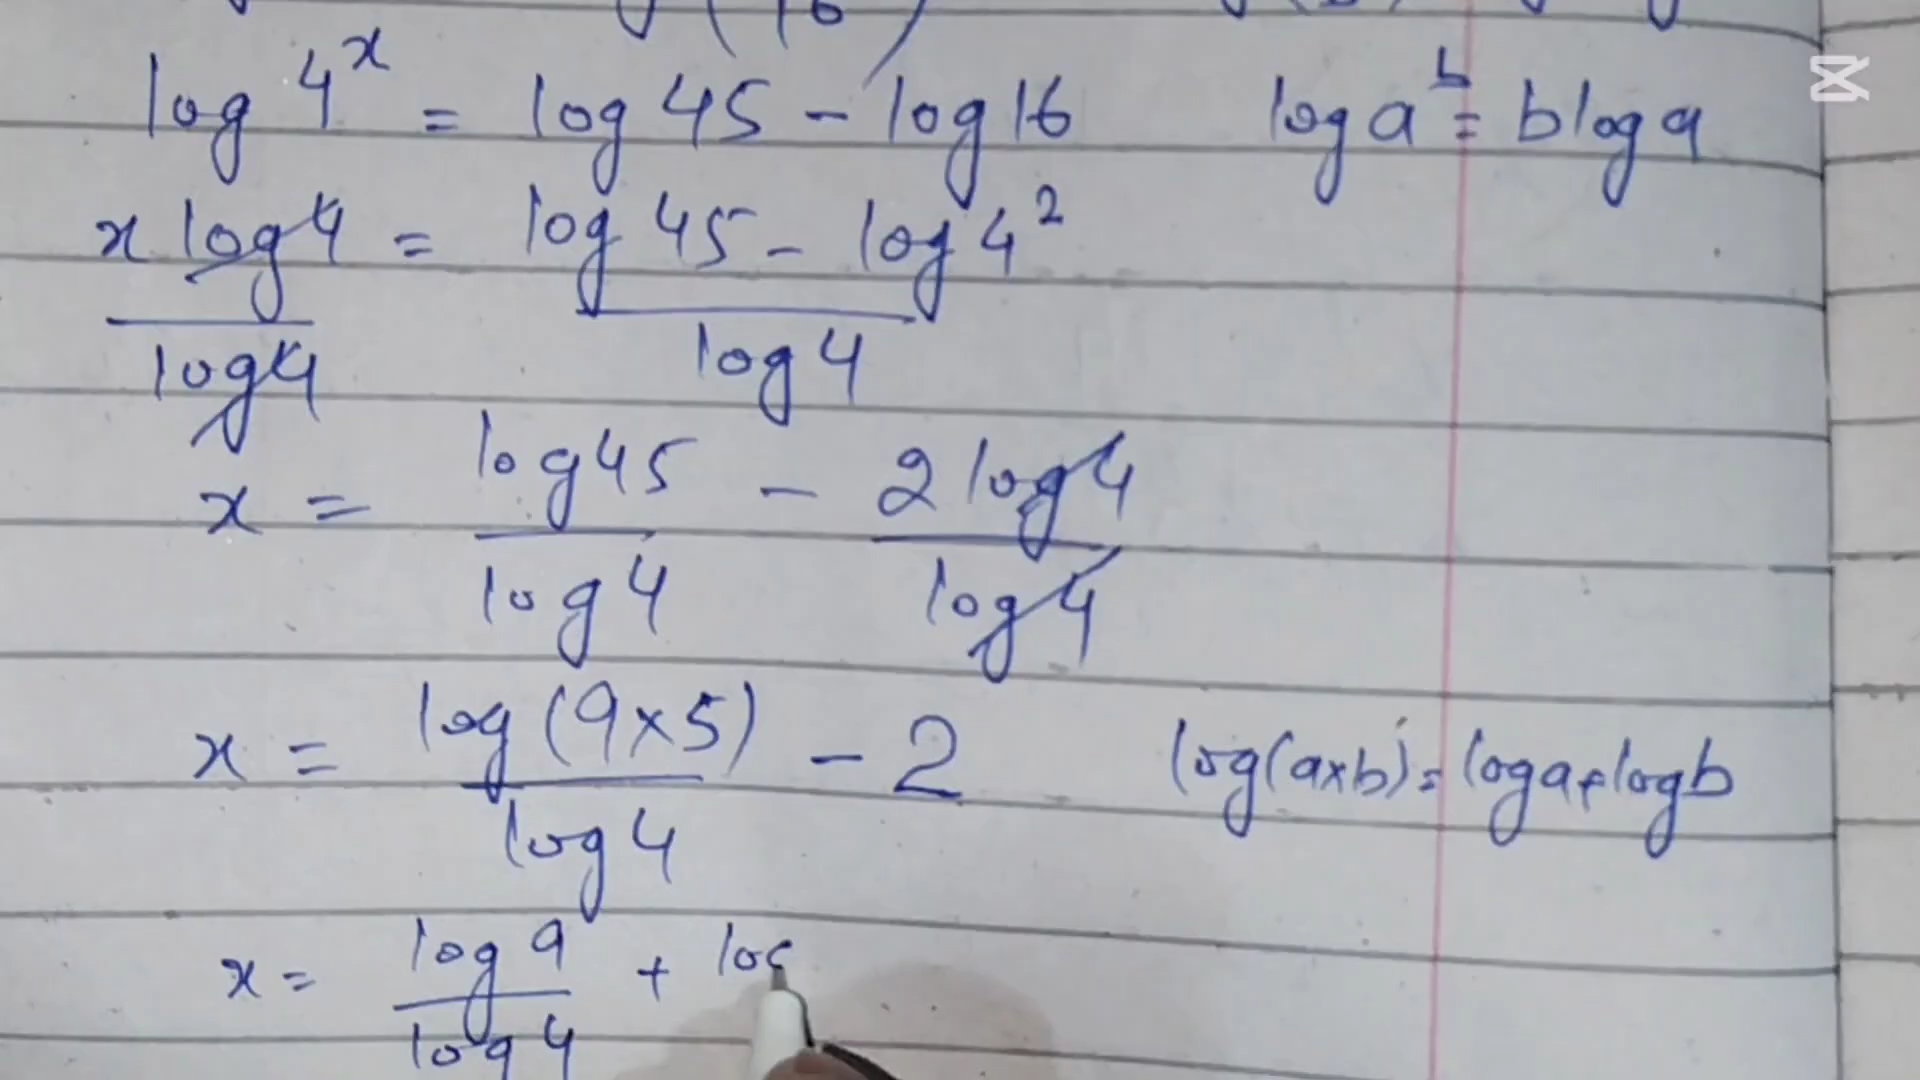 log 4^x = log 45 - log 16    log a^b = b log a
x log 4 / log 4 = (log 45 - log 4^2) / log 4
x = log 45 / log 4 - 2 log 4 / log 4
x = log (9×5) / log 4 - 2    log(a×b) = log a + log b
x = log 9 / log 4 + lo